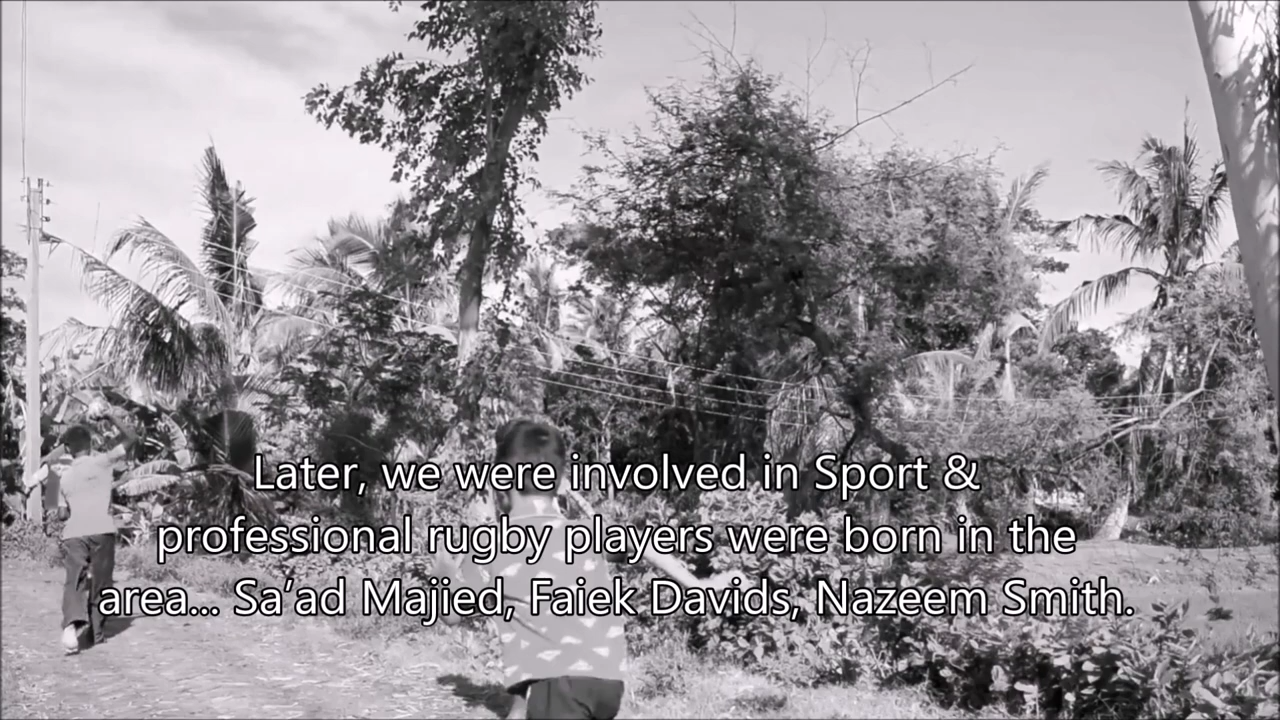 Later, we were involved in Sport &
professional rugby players were born in the
area... Sa’ad Majied, Faiek Davids, Nazeem Smith.